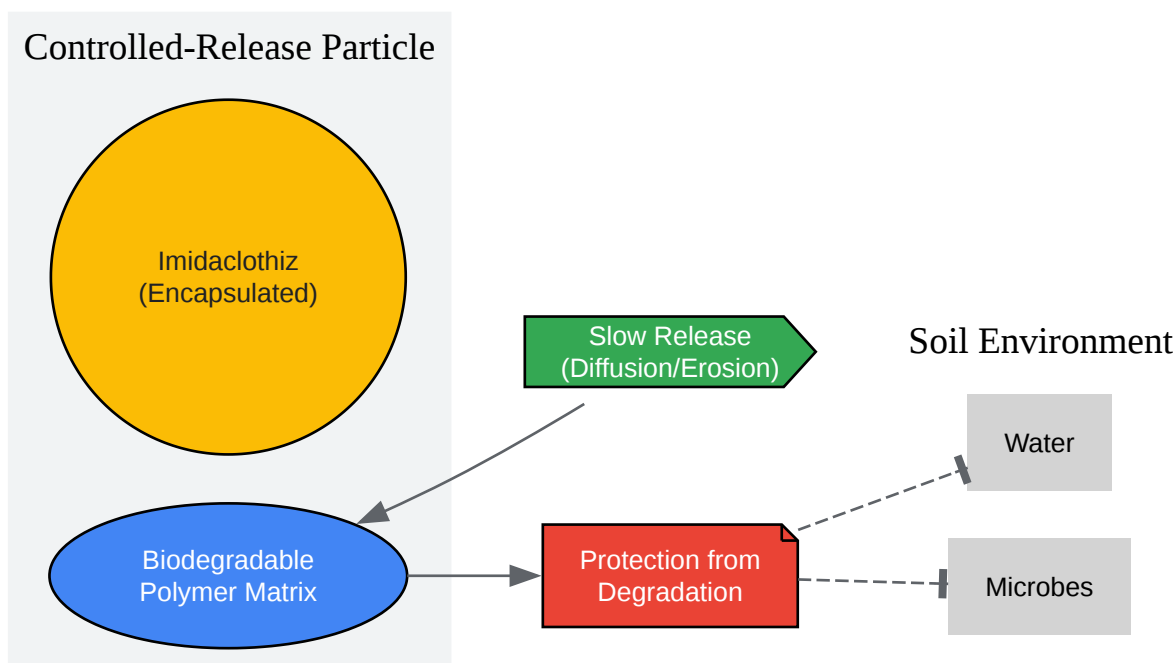 Controlled-Release Particle
Imidaclothiz
(Encapsulated)
Slow Release
(Diffusion/Erosion)
Soil Environment
Water
Biodegradable
Polymer Matrix
Protection from
Degradation
Microbes